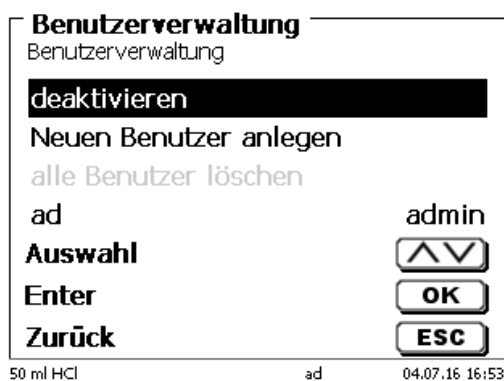 Benutzerverwaltung
Benutzerverwaltung
deaktivieren
Neuen Benutzer anlegen
alle Benutzer löschen
ad admin
Auswahl
Enter OK
Zurück ESC
50 ml HCl ad 04.07.16 16:53